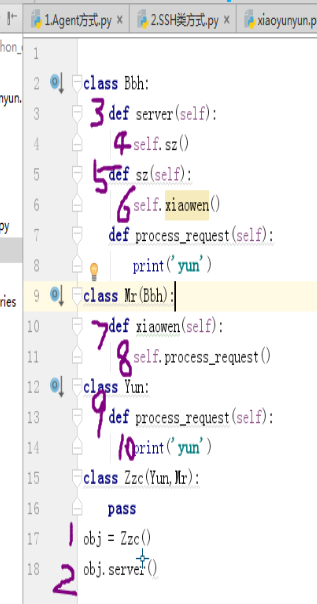 1.Agent方式.py × 2.SSH类方式.py × xiaoyunyun.p
1
2 class Bbh:
3 3 def server(self):
4 4 self.sz()
5 5 def sz(self):
6 6 self.xiaowen()
7 def process_request(self):
8 print('yun')
9 class Mr(Bbh):
10 7 def xiaowen(self):
11 8 self.process_request()
12 class Yun:
13 9 def process_request(self):
14 10 print('yun')
15 class Zzc(Yun,Mr):
16 pass
17 1 obj = Zzc()
18 2 obj.server()
hon_
yun.
py
ries